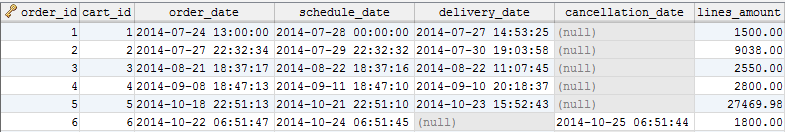 order_id cart_id order_date schedule_date delivery_date cancellation_date lines_amount
1 1 2014-07-24 13:00:00 2014-07-28 00:00:00 2014-07-27 14:53:25 (null) 1500.00
2 2 2014-07-27 22:32:34 2014-07-29 22:32:32 2014-07-30 19:03:58 (null) 9038.00
3 3 2014-08-21 18:37:17 2014-08-22 18:37:16 2014-08-22 11:07:45 (null) 2550.00
4 4 2014-09-08 18:47:13 2014-09-11 18:47:10 2014-09-10 20:18:37 (null) 2800.00
5 5 2014-10-18 22:51:13 2014-10-21 22:51:10 2014-10-23 15:52:43 (null) 27469.98
6 6 2014-10-22 06:51:47 2014-10-24 06:51:45 (null) 2014-10-25 06:51:44 1800.00